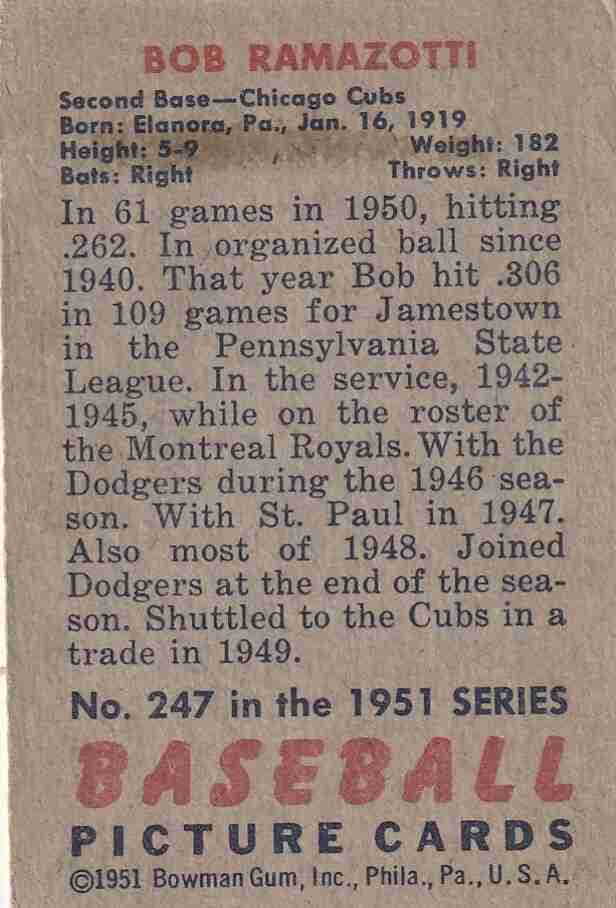 BOB RAMAZOTTI
Second Base—Chicago Cubs
Born: Elanora, Pa., Jan. 16, 1919
Height: 5-9 Weight: 182
Bats: Right Throws: Right
In 61 games in 1950, hitting
.262. In organized ball since
1940. That year Bob hit .306
in 109 games for Jamestown
in the Pennsylvania State
League. In the service, 1942-
1945, while on the roster of
the Montreal Royals. With the
Dodgers during the 1946 sea-
son. With St. Paul in 1947.
Also most of 1948. Joined
Dodgers at the end of the sea-
son. Shuttled to the Cubs in a
trade in 1949.
No. 247 in the 1951 SERIES
BASEBALL
PICTURE CARDS
©1951 Bowman Gum, Inc., Phila., Pa., U.S.A.